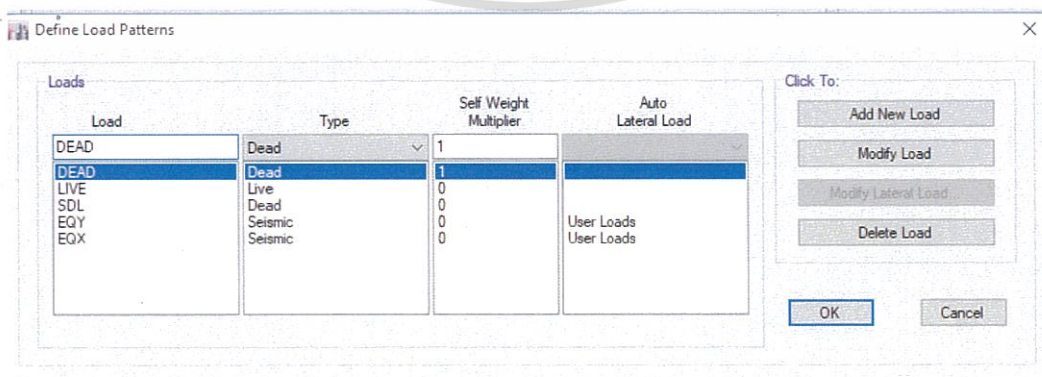 Define Load Patterns
Loads
Click To:
Load Type Self Weight Multiplier Auto Lateral Load
DEAD Dead 1
DEAD Dead 1
LIVE Live 0
SDL Dead 0
EQY Seismic 0 User Loads
EQX Seismic 0 User Loads
Add New Load
Modify Load
Modify Lateral Load...
Delete Load
OK Cancel